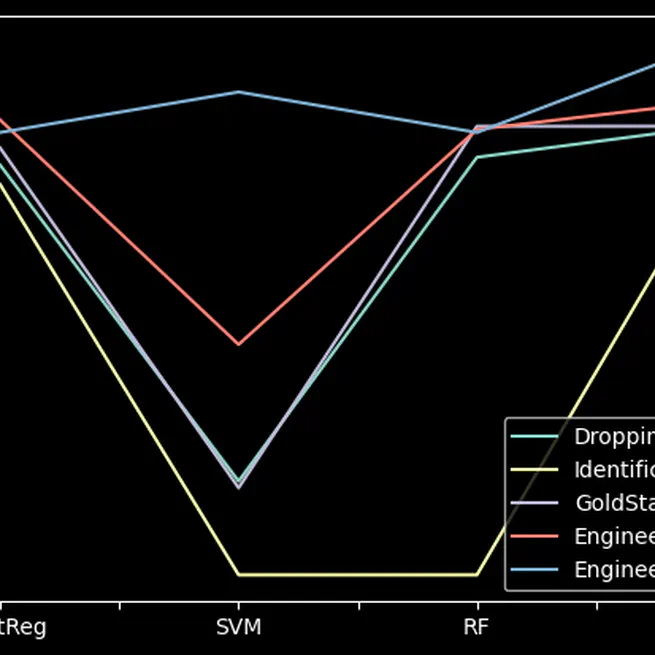 Droppin
Identific
GoldSta
Enginee
Enginee
tReg SVM RF